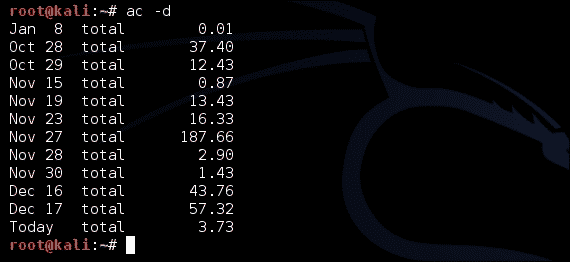 root@kali:~# ac -d
Jan  8  total        0.01
Oct 28  total       37.40
Oct 29  total       12.43
Nov 15  total        0.87
Nov 19  total       13.43
Nov 23  total       16.33
Nov 27  total      187.66
Nov 28  total        2.90
Nov 30  total        1.43
Dec 16  total       43.76
Dec 17  total       57.32
Today   total        3.73
root@kali:~#